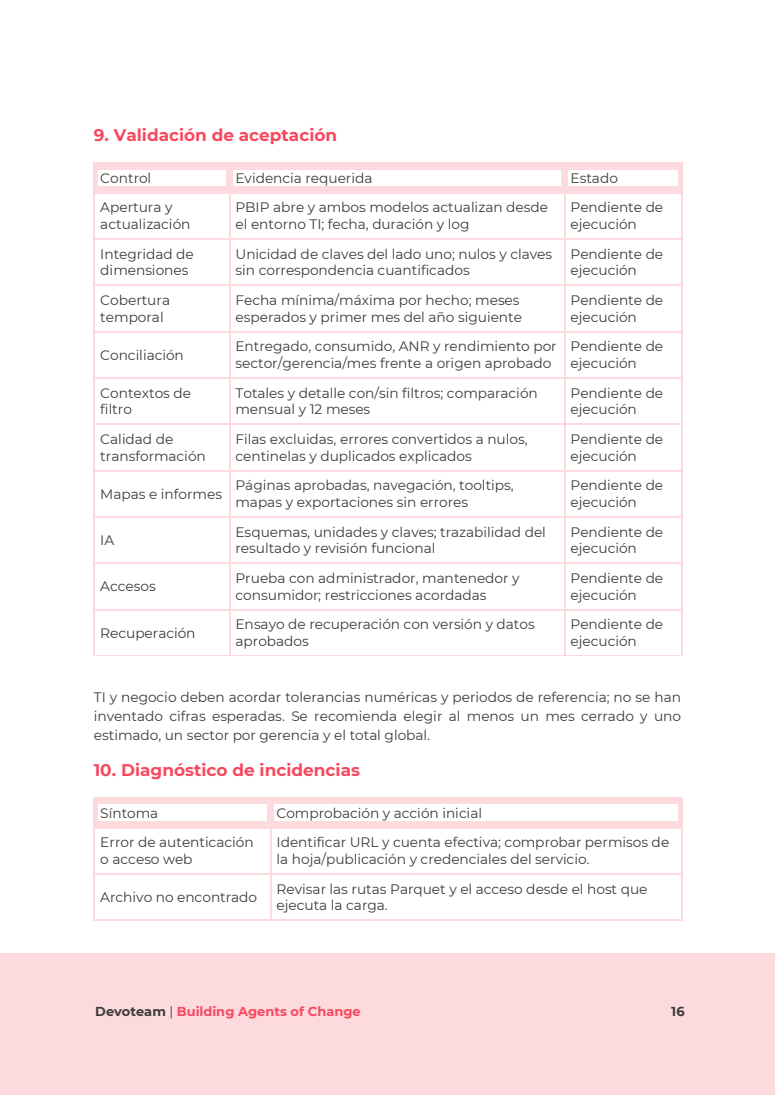 9. Validación de aceptación
Control Evidencia requerida Estado
Apertura y actualización PBIP abre y ambos modelos actualizan desde el entorno TI; fecha, duración y log Pendiente de ejecución
Integridad de dimensiones Unicidad de claves del lado uno; nulos y claves sin correspondencia cuantificados Pendiente de ejecución
Cobertura temporal Fecha mínima/máxima por hecho; meses esperados y primer mes del año siguiente Pendiente de ejecución
Conciliación Entregado, consumido, ANR y rendimiento por sector/gerencia/mes frente a origen aprobado Pendiente de ejecución
Contextos de filtro Totales y detalle con/sin filtros; comparación mensual y 12 meses Pendiente de ejecución
Calidad de transformación Filas excluidas, errores convertidos a nulos, centinelas y duplicados explicados Pendiente de ejecución
Mapas e informes Páginas aprobadas, navegación, tooltips, mapas y exportaciones sin errores Pendiente de ejecución
IA Esquemas, unidades y claves; trazabilidad del resultado y revisión funcional Pendiente de ejecución
Accesos Prueba con administrador, mantenedor y consumidor; restricciones acordadas Pendiente de ejecución
Recuperación Ensayo de recuperación con versión y datos aprobados Pendiente de ejecución
TI y negocio deben acordar tolerancias numéricas y periodos de referencia; no se han
inventado cifras esperadas. Se recomienda elegir al menos un mes cerrado y uno
estimado, un sector por gerencia y el total global.
10. Diagnóstico de incidencias
Síntoma Comprobación y acción inicial
Error de autenticación o acceso web Identificar URL y cuenta efectiva; comprobar permisos de la hoja/publicación y credenciales del servicio.
Archivo no encontrado Revisar las rutas Parquet y el acceso desde el host que ejecuta la carga.
Devoteam | Building Agents of Change 16